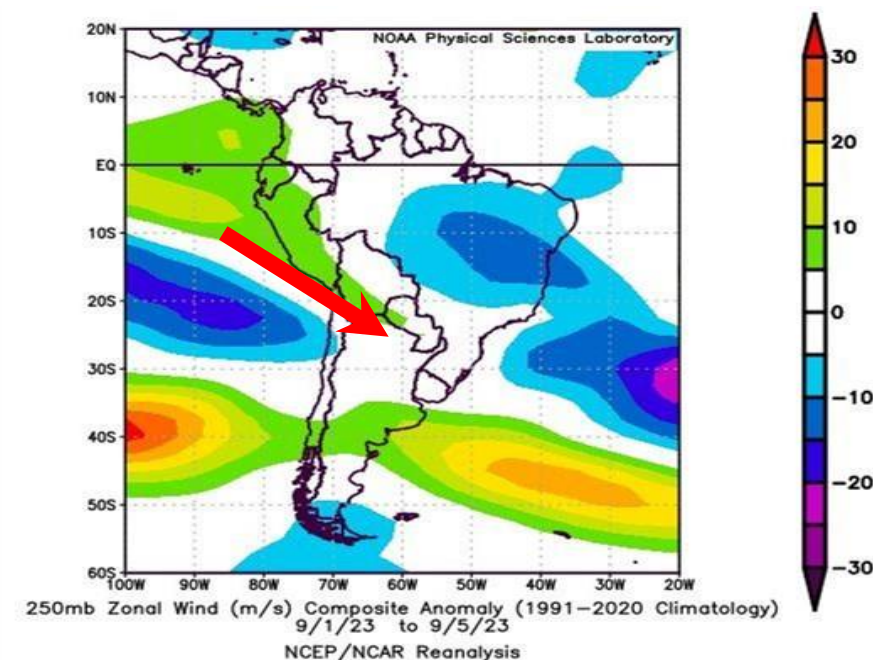 NOAA Physical Sciences Laboratory
20N
10N
EQ
10S
20S
30S
40S
50S
60S
100W 90W 80W 70W 60W 50W 40W 30W 20W
30
20
10
0
−10
−20
−30
250mb Zonal Wind (m/s) Composite Anomaly (1991−2020 Climatology)
9/1/23 to 9/5/23
NCEP/NCAR Reanalysis